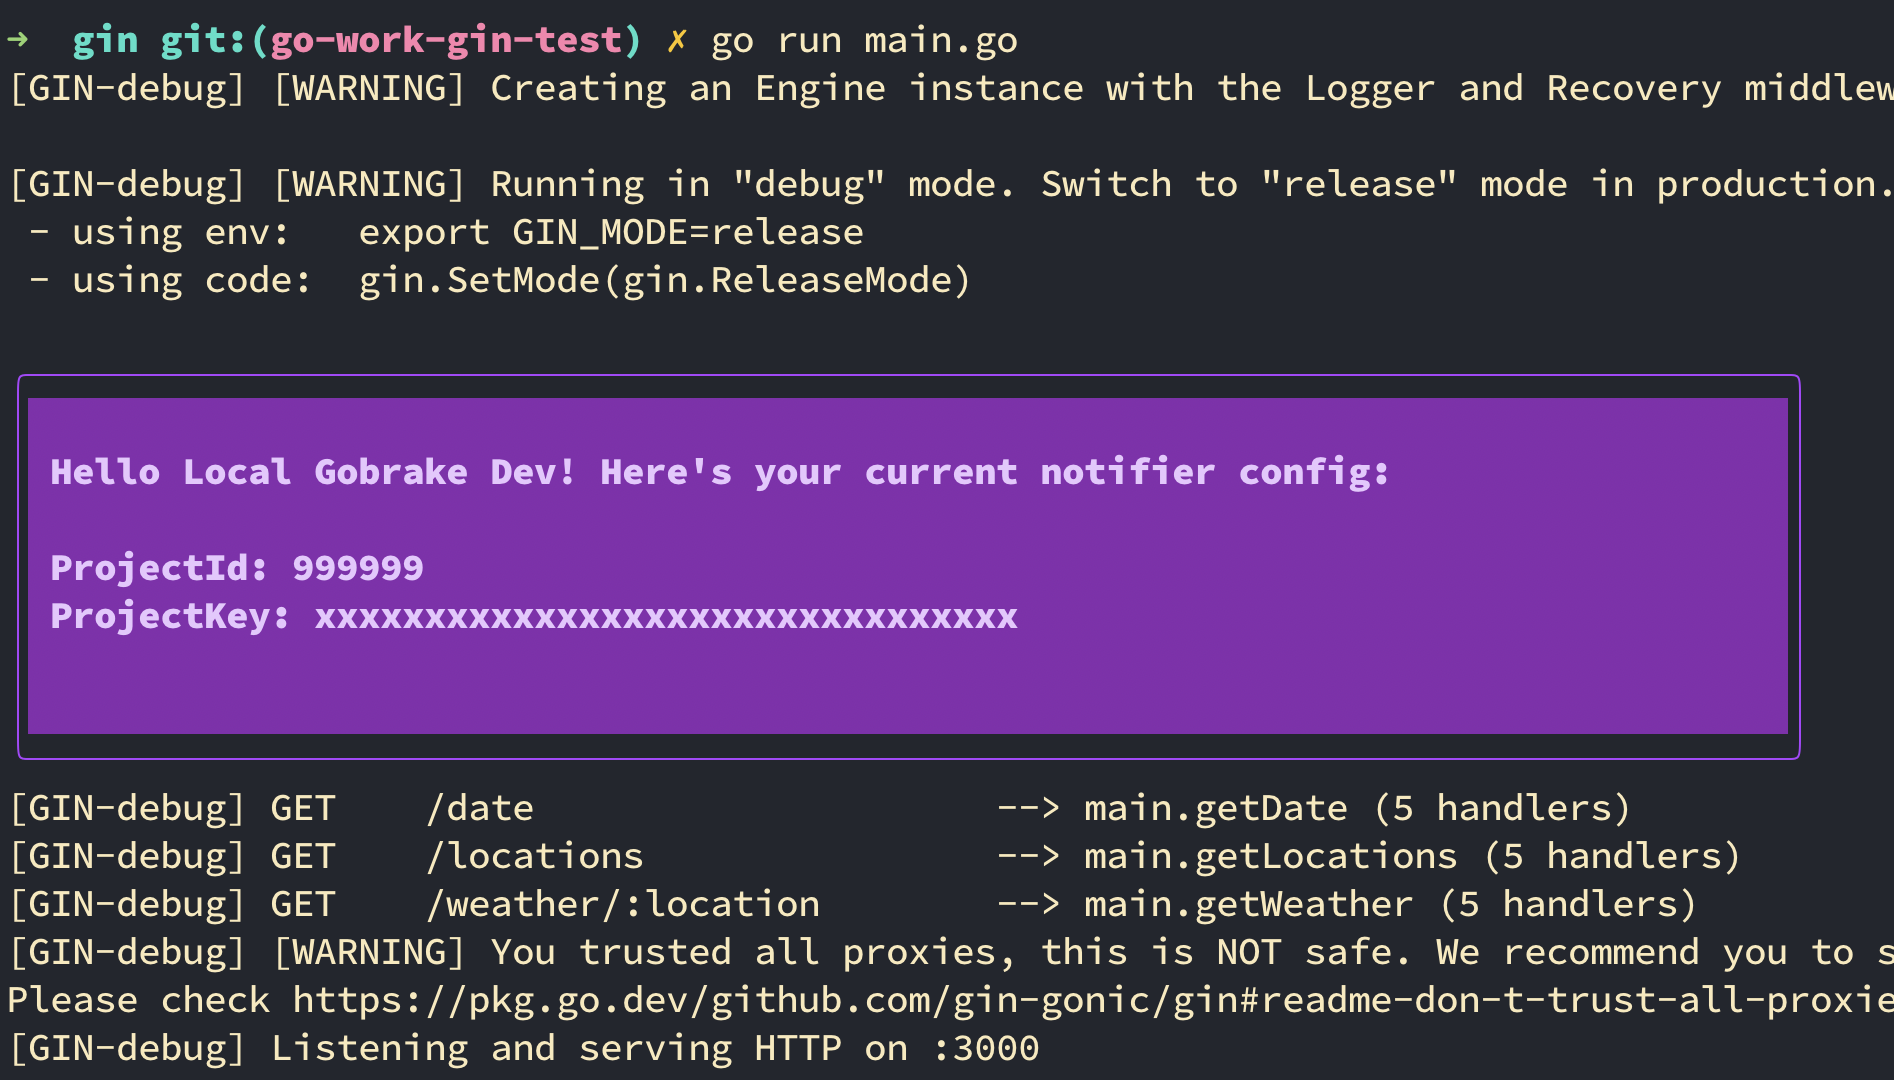 ➜  gin git:(go-work-gin-test) ✗ go run main.go
[GIN-debug] [WARNING] Creating an Engine instance with the Logger and Recovery middlew
[GIN-debug] [WARNING] Running in "debug" mode. Switch to "release" mode in production.
 - using env:   export GIN_MODE=release
 - using code:  gin.SetMode(gin.ReleaseMode)
Hello Local Gobrake Dev! Here's your current notifier config:
ProjectId: 999999
ProjectKey: xxxxxxxxxxxxxxxxxxxxxxxxxxxxxxxx
[GIN-debug] GET    /date                     --> main.getDate (5 handlers)
[GIN-debug] GET    /locations                --> main.getLocations (5 handlers)
[GIN-debug] GET    /weather/:location        --> main.getWeather (5 handlers)
[GIN-debug] [WARNING] You trusted all proxies, this is NOT safe. We recommend you to s
Please check https://pkg.go.dev/github.com/gin-gonic/gin#readme-don-t-trust-all-proxie
[GIN-debug] Listening and serving HTTP on :3000